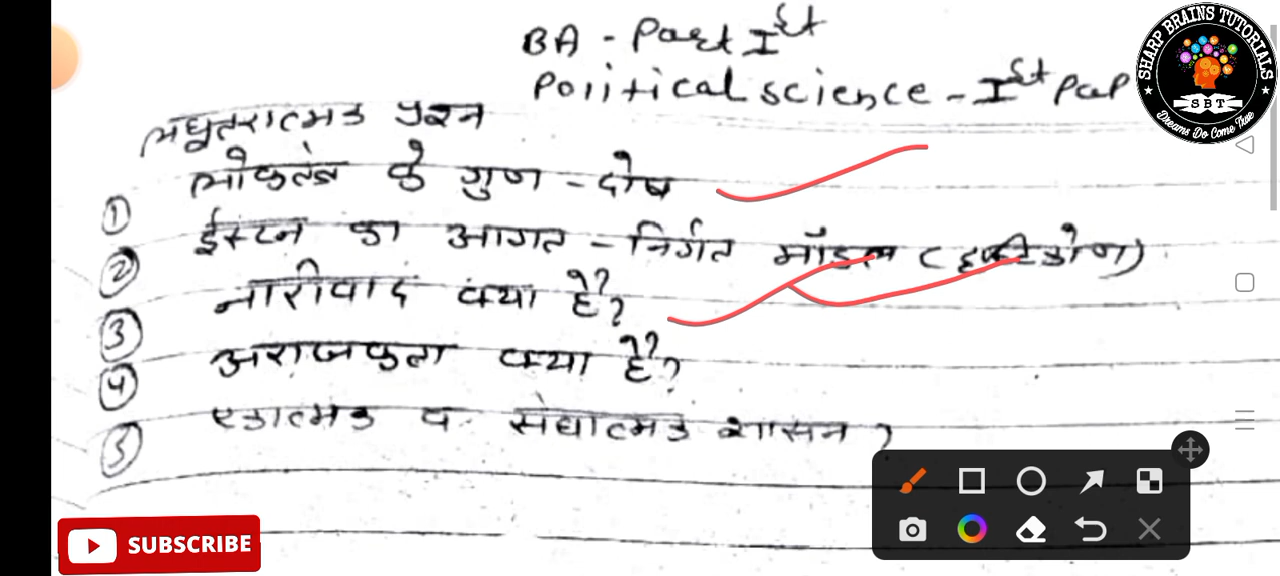 BA - Part Ist
Political science - Ist Pap
लघुतरात्मक प्रश्न
① लोकतंत्र के गुण - दोष
② ईस्टन का आगत - निर्गत मॉडल (दृष्टिकोण)
③ नारीवाद क्या है?
④ अराजकता क्या है?
⑤ एकात्मक व संघात्मक शासन?
SHARP BRAINS TUTORIALS
SBT
Dreams Do Come True
SUBSCRIBE